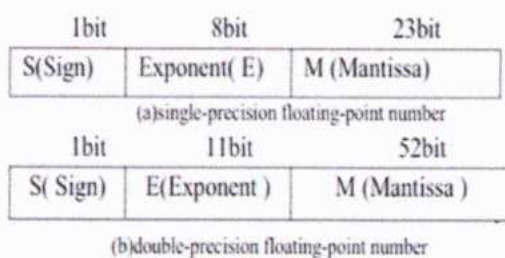 1bit 8bit 23bit
S(Sign) Exponent( E) M (Mantissa)
(a)single-precision floating-point number
1bit 11bit 52bit
S( Sign) E(Exponent ) M (Mantissa )
(b)double-precision floating-point number